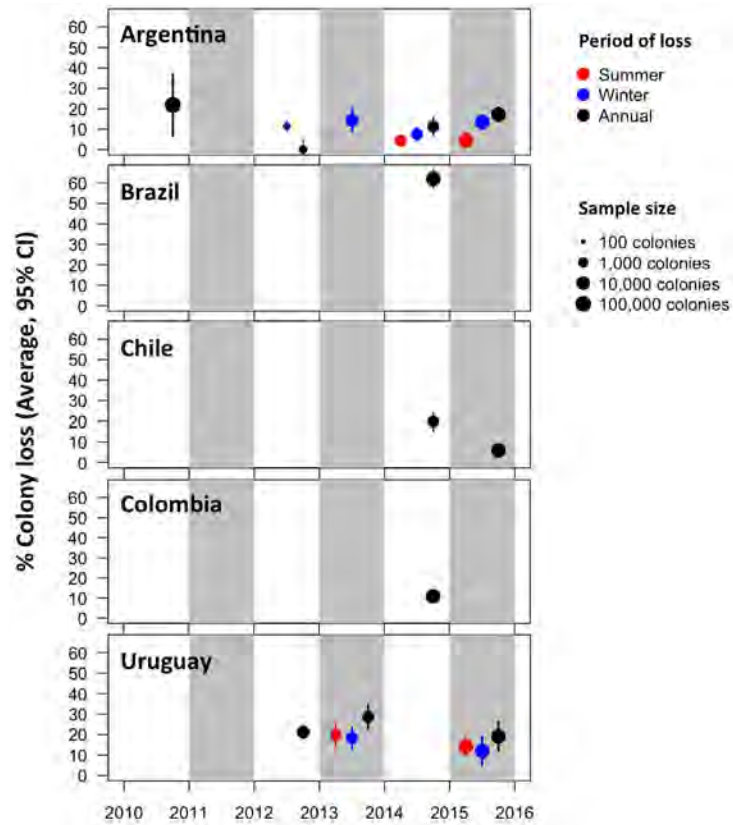 Argentina
60
50
40
30
20
10
0
Brazil
60
50
40
30
20
10
0
Chile
60
50
40
30
20
10
0
Colombia
60
50
40
30
20
10
0
Uruguay
60
50
40
30
20
10
0
2010 2011 2012 2013 2014 2015 2016
% Colony loss (Average, 95% CI)
Period of loss
Summer
Winter
Annual
Sample size
100 colonies
1,000 colonies
10,000 colonies
100,000 colonies